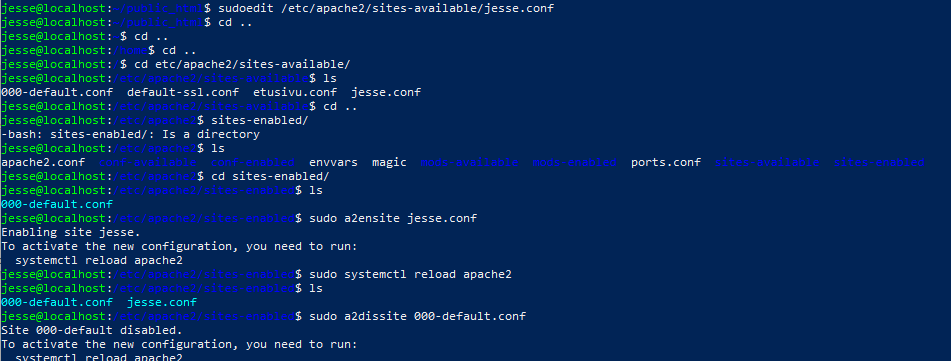 jesse@localhost:~/public_html$ sudoedit /etc/apache2/sites-available/jesse.conf
jesse@localhost:~/public_html$ cd ..
jesse@localhost:~$ cd ..
jesse@localhost:/home$ cd ..
jesse@localhost:/$ cd etc/apache2/sites-available/
jesse@localhost:/etc/apache2/sites-available$ ls
000-default.conf default-ssl.conf etusivu.conf jesse.conf
jesse@localhost:/etc/apache2/sites-available$ cd ..
jesse@localhost:/etc/apache2$ sites-enabled/
-bash: sites-enabled/: Is a directory
jesse@localhost:/etc/apache2$ ls
apache2.conf conf-available conf-enabled envvars magic mods-available mods-enabled ports.conf sites-available sites-enabled
jesse@localhost:/etc/apache2$ cd sites-enabled/
jesse@localhost:/etc/apache2/sites-enabled$ ls
000-default.conf
jesse@localhost:/etc/apache2/sites-enabled$ sudo a2ensite jesse.conf
Enabling site jesse.
To activate the new configuration, you need to run:
systemctl reload apache2
jesse@localhost:/etc/apache2/sites-enabled$ sudo systemctl reload apache2
jesse@localhost:/etc/apache2/sites-enabled$ ls
000-default.conf jesse.conf
jesse@localhost:/etc/apache2/sites-enabled$ sudo a2dissite 000-default.conf
Site 000-default disabled.
To activate the new configuration, you need to run:
systemctl reload apache2